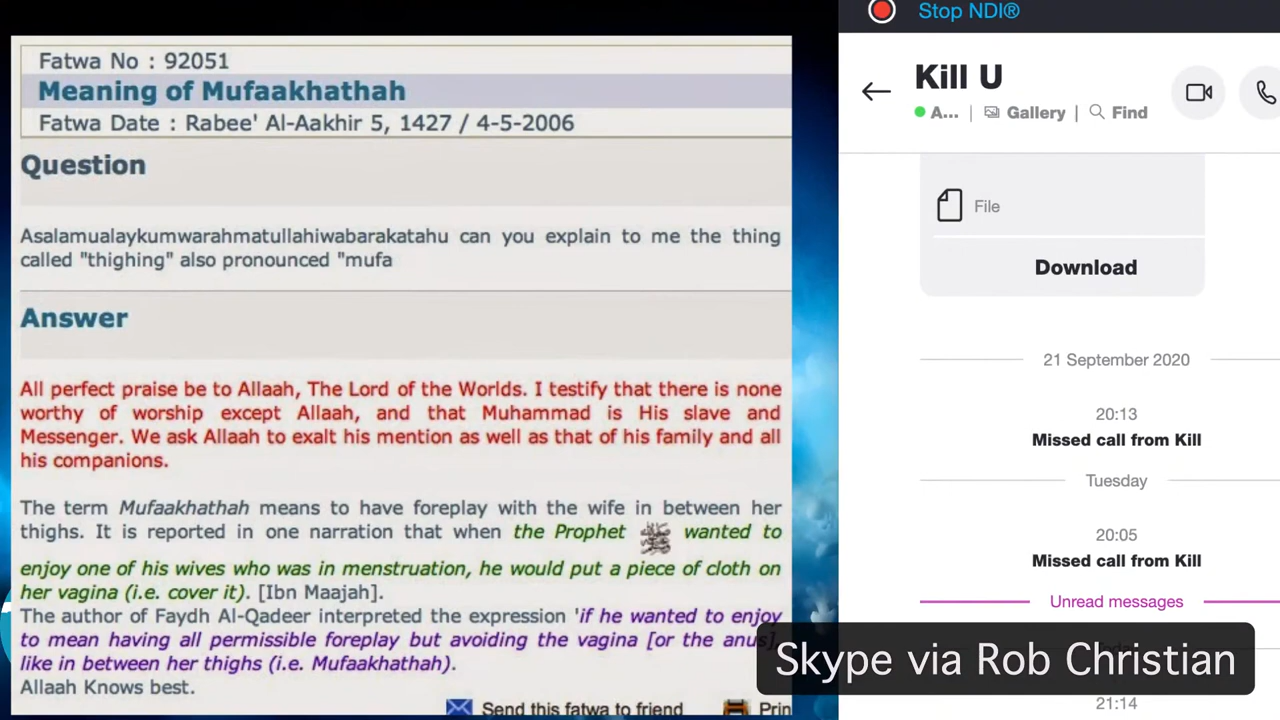 Fatwa No : 92051
Meaning of Mufaakhathah
Fatwa Date : Rabee' Al-Aakhir 5, 1427 / 4-5-2006
Question
Asalamualaykumwarahmatullahiwabarakatahu can you explain to me the thing
called "thighing" also pronounced "mufa
Answer
All perfect praise be to Allaah, The Lord of the Worlds. I testify that there is none
worthy of worship except Allaah, and that Muhammad is His slave and
Messenger. We ask Allaah to exalt his mention as well as that of his family and all
his companions.
The term Mufaakhathah means to have foreplay with the wife in between her
thighs. It is reported in one narration that when the Prophet ﷺ wanted to
enjoy one of his wives who was in menstruation, he would put a piece of cloth on
her vagina (i.e. cover it). [Ibn Maajah].
The author of Faydh Al-Qadeer interpreted the expression 'if he wanted to enjoy
to mean having all permissible foreplay but avoiding the vagina [or the anus]
like in between her thighs (i.e. Mufaakhathah).
Allaah Knows best.
Send this fatwa to friend
Prin
Stop NDI®
Kill U
A... | Gallery | Find
File
Download
21 September 2020
20:13
Missed call from Kill
Tuesday
20:05
Missed call from Kill
Unread messages
Skype via Rob Christian
21:14